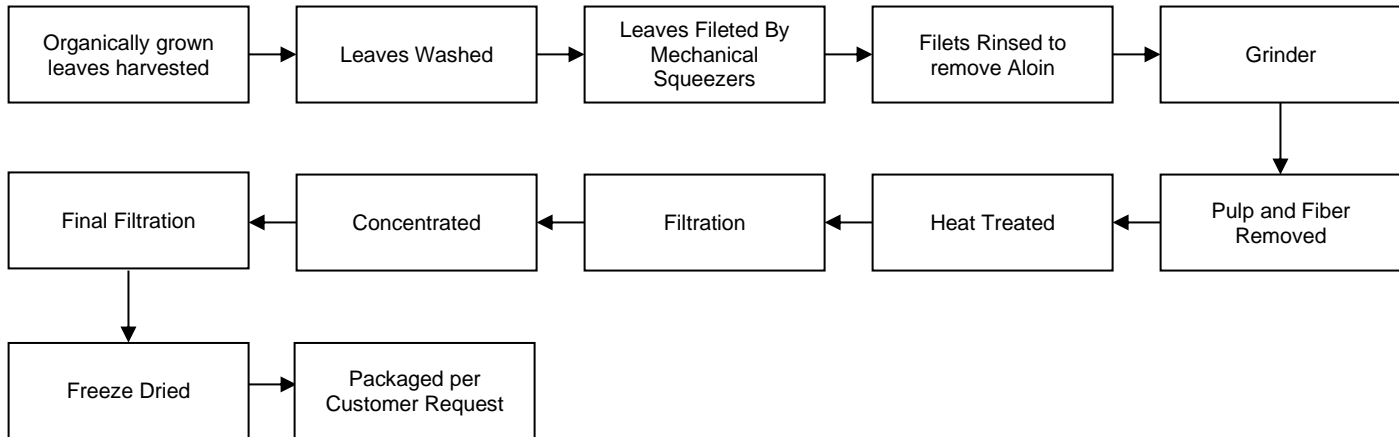 Organically grown
leaves harvested
Leaves Washed
Leaves Fileted By
Mechanical
Squeezers
Filets Rinsed to
remove Aloin
Grinder
Pulp and Fiber
Removed
Heat Treated
Filtration
Concentrated
Final Filtration
Freeze Dried
Packaged per
Customer Request